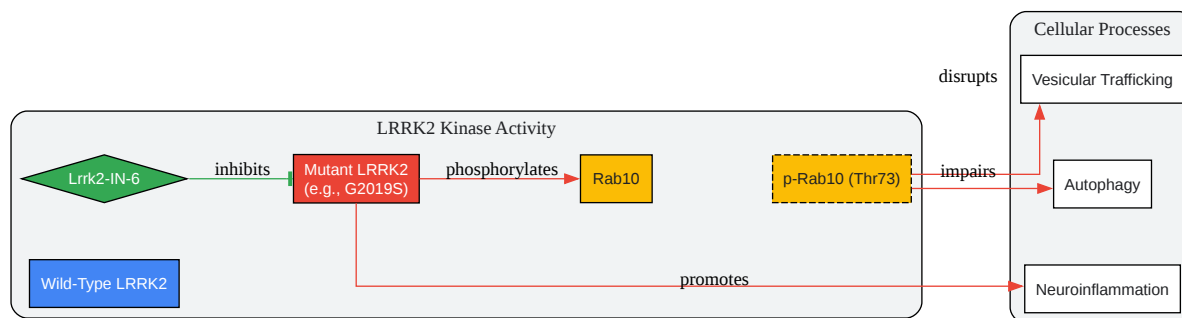 Cellular Processes
disrupts
Vesicular Trafficking
LRRK2 Kinase Activity
Lrrk2-IN-6
inhibits
Mutant LRRK2
(e.g., G2019S)
phosphorylates
Rab10
p-Rab10 (Thr73)
impairs
Autophagy
Wild-Type LRRK2
promotes
Neuroinflammation